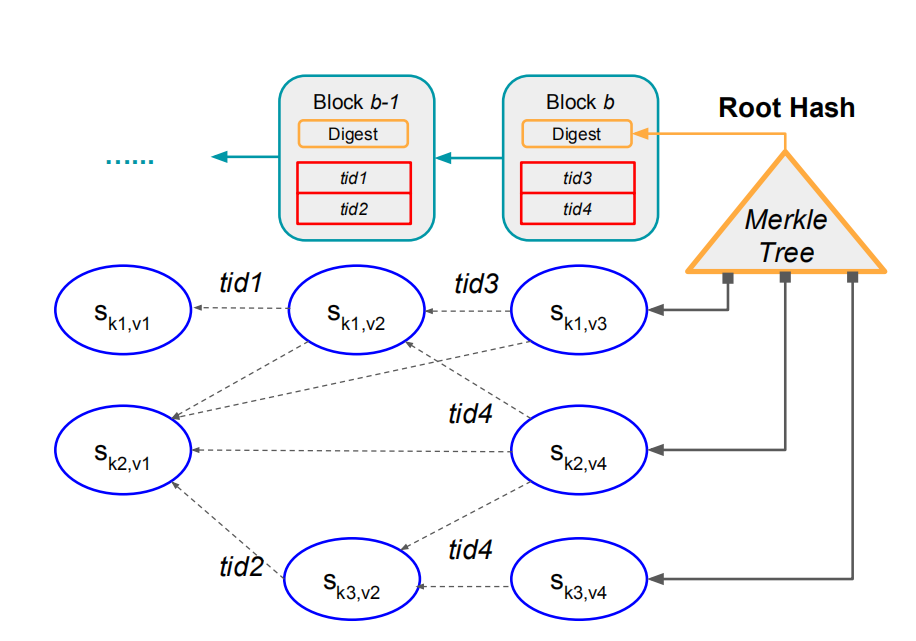 Block b-1
Block b
Root Hash
Digest
Digest
......
tid1
tid3
tid2
tid4
Merkle
Tree
tid1
tid3
sk1,v1
sk1,v2
sk1,v3
tid4
sk2,v1
sk2,v4
tid2
tid4
sk3,v2
sk3,v4